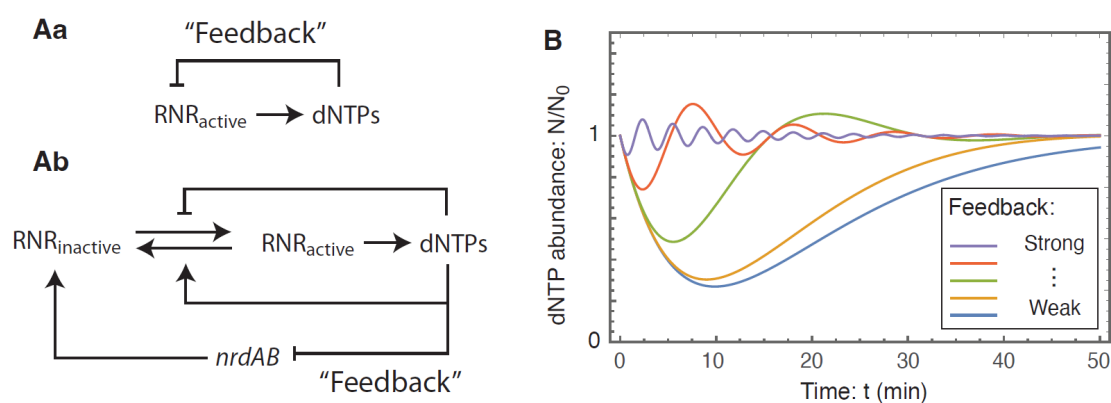 Aa
“Feedback”
RNRactive
dNTPs
Ab
RNRinactive
RNRactive
dNTPs
nrdAB
“Feedback”
B
dNTP abundance: N/N0
1
0
Feedback:
Strong
⋮
Weak
0 10 20 30 40 50
Time: t (min)